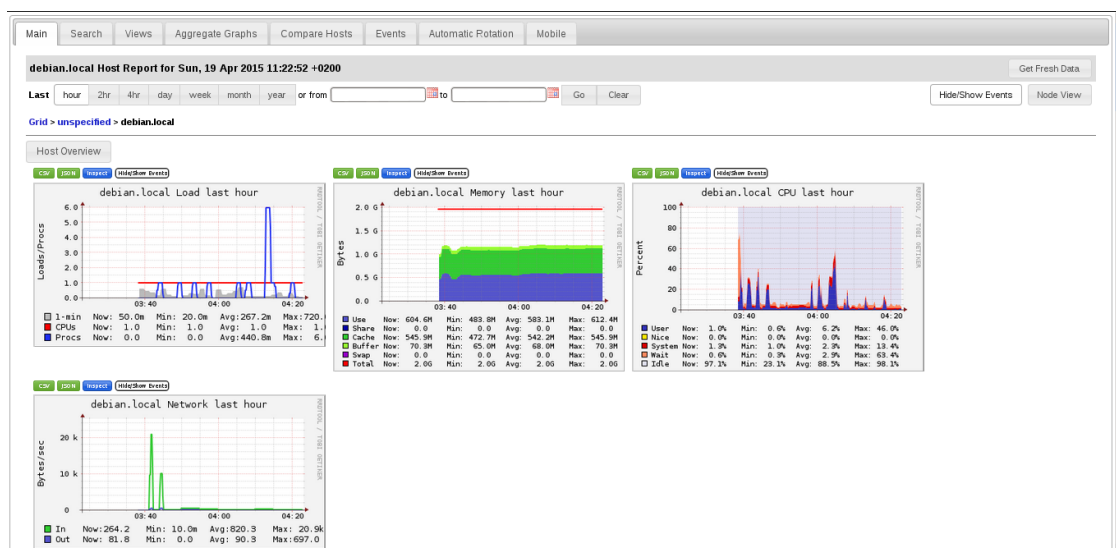 Main Search Views Aggregate Graphs Compare Hosts Events Automatic Rotation Mobile
debian.local Host Report for Sun, 19 Apr 2015 11:22:52 +0200 Get Fresh Data
Last hour 2hr 4hr day week month year or from to Go Clear Hide/Show Events Node View
Grid > unspecified > debian.local
Host Overview
CSV JSON Inspect Hide/Show Events
debian.local Load last hour
RRDTOOL / TOBI OETIKER
Loads/Procs
6.0
5.0
4.0
3.0
2.0
1.0
0.0
03:40 04:00 04:20
1-min Now: 50.0m Min: 20.0m Avg:267.2m Max:720.
CPUs Now: 1.0 Min: 1.0 Avg: 1.0 Max: 1.
Procs Now: 0.0 Min: 0.0 Avg:440.8m Max: 6.
CSV JSON Inspect Hide/Show Events
debian.local Memory last hour
RRDTOOL / TOBI OETIKER
Bytes
2.0 G
1.5 G
1.0 G
0.5 G
0.0
03:40 04:00 04:20
Use Now: 604.6M Min: 483.8M Avg: 583.1M Max: 612.4M
Share Now: 0.0 Min: 0.0 Avg: 0.0 Max: 0.0
Cache Now: 545.9M Min: 472.7M Avg: 542.2M Max: 545.9M
Buffer Now: 70.3M Min: 65.0M Avg: 68.0M Max: 70.3M
Swap Now: 0.0 Min: 0.0 Avg: 0.0 Max: 0.0
Total Now: 2.0G Min: 2.0G Avg: 2.0G Max: 2.0G
CSV JSON Inspect Hide/Show Events
debian.local CPU last hour
RRDTOOL / TOBI OETIKER
Percent
100
80
60
40
20
0
03:40 04:00 04:20
User Now: 1.0% Min: 0.6% Avg: 6.2% Max: 46.0%
Nice Now: 0.0% Min: 0.0% Avg: 0.0% Max: 0.0%
System Now: 1.3% Min: 1.0% Avg: 2.3% Max: 13.4%
Wait Now: 0.6% Min: 0.3% Avg: 2.9% Max: 63.4%
Idle Now: 97.1% Min: 23.1% Avg: 88.5% Max: 98.1%
CSV JSON Inspect Hide/Show Events
debian.local Network last hour
RRDTOOL / TOBI OETIKER
Bytes/sec
20 k
10 k
0
03:40 04:00 04:20
In Now:264.2 Min: 10.0m Avg:820.3 Max: 20.9k
Out Now: 81.8 Min: 0.0 Avg: 90.3 Max:697.0